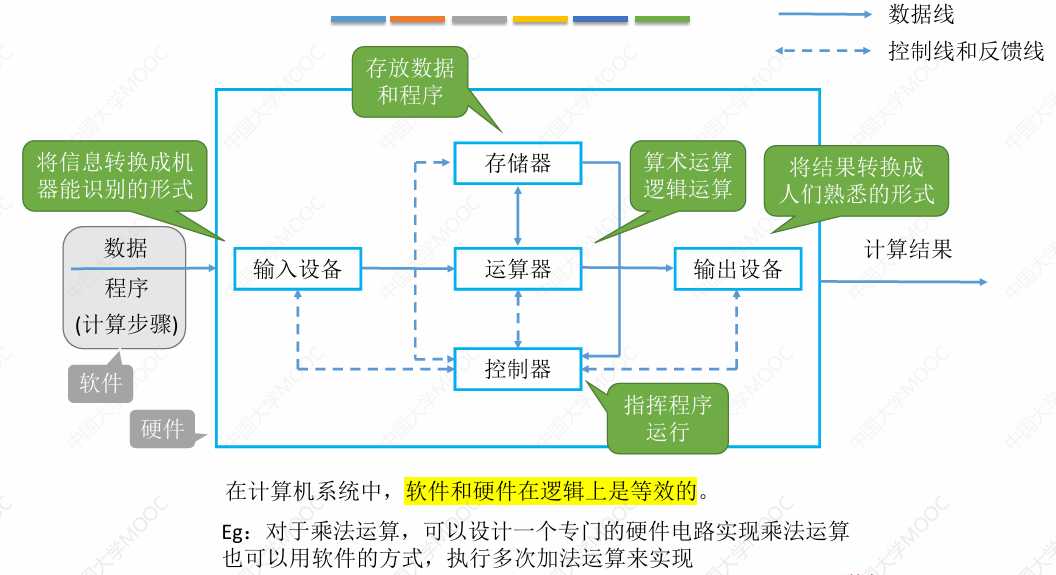 数据线
控制线和反馈线
存放数据
和程序
将信息转换成机
器能识别的形式
存储器
算术运算
逻辑运算
将结果转换成
人们熟悉的形式
数据
程序
(计算步骤)
输入设备
运算器
输出设备
计算结果
控制器
软件
硬件
指挥程序
运行
在计算机系统中，软件和硬件在逻辑上是等效的。
Eg：对于乘法运算，可以设计一个专门的硬件电路实现乘法运算
也可以用软件的方式，执行多次加法运算来实现
中国大学MOOC